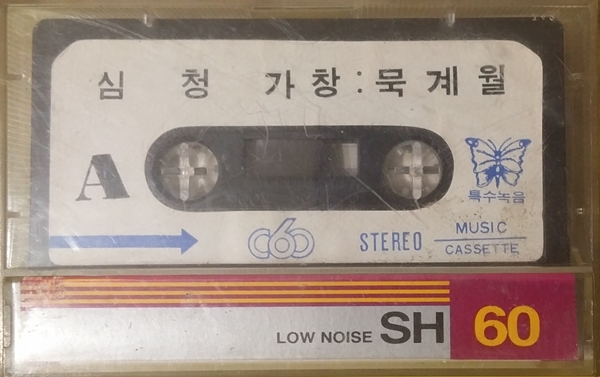 심 청 가 창 : 묵 계 월
A
특수녹음
C60
STEREO
MUSIC
CASSETTE
LOW NOISE SH 60